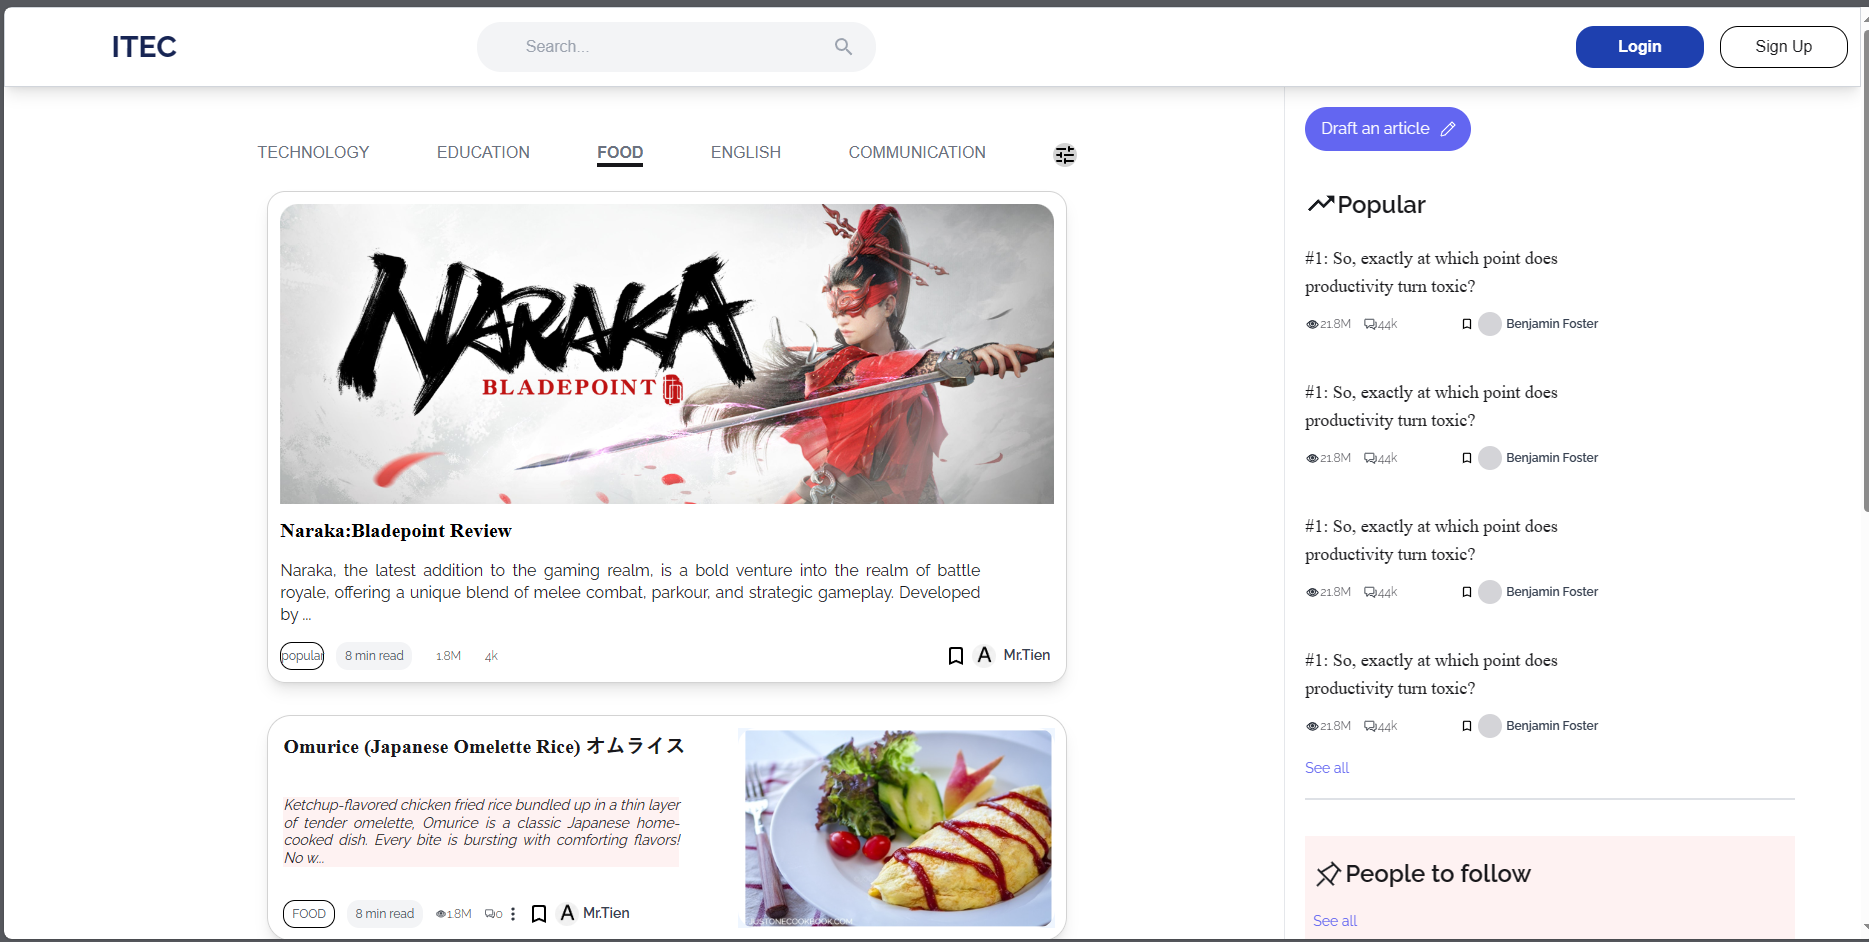 ITEC
Search...
Login
Sign Up
TECHNOLOGY
EDUCATION
FOOD
ENGLISH
COMMUNICATION
NARAKA
BLADEPOINT
Naraka:Bladepoint Review
Naraka, the latest addition to the gaming realm, is a bold venture into the realm of battle
royale, offering a unique blend of melee combat, parkour, and strategic gameplay. Developed
by ...
popular
8 min read
1.8M
4k
A
Mr.Tien
Omurice (Japanese Omelette Rice) オムライス
Ketchup-flavored chicken fried rice bundled up in a thin layer
of tender omelette, Omurice is a classic Japanese home-
cooked dish. Every bite is bursting with comforting flavors!
No w...
FOOD
8 min read
1.8M
0
A
Mr.Tien
JUSTONECOOKBOOK.COM
Draft an article
Popular
#1: So, exactly at which point does
productivity turn toxic?
21.8M
44k
Benjamin Foster
#1: So, exactly at which point does
productivity turn toxic?
21.8M
44k
Benjamin Foster
#1: So, exactly at which point does
productivity turn toxic?
21.8M
44k
Benjamin Foster
#1: So, exactly at which point does
productivity turn toxic?
21.8M
44k
Benjamin Foster
See all
People to follow
See all